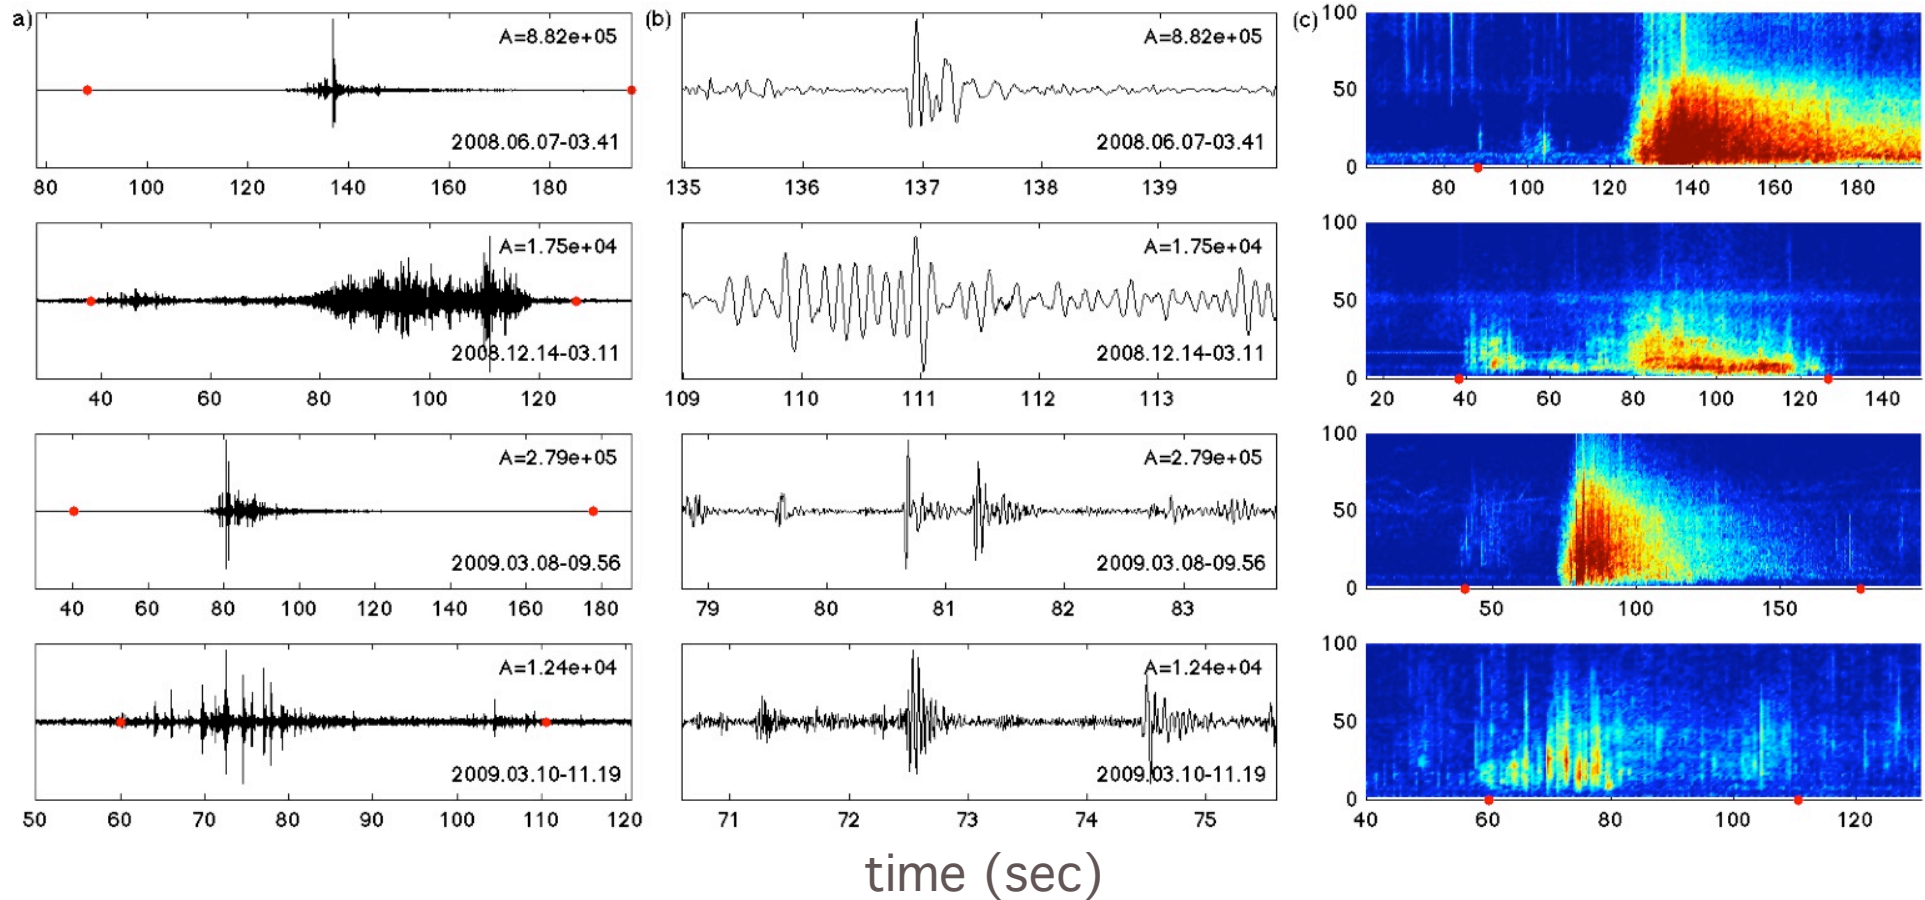 a)
A=8.82e+05
2008.06.07-03.41
80 100 120 140 160 180
(b)
A=8.82e+05
2008.06.07-03.41
135 136 137 138 139
(c)
100
50
0
80 100 120 140 160 180
A=1.75e+04
2008.12.14-03.11
40 60 80 100 120
A=1.75e+04
2008.12.14-03.11
109 110 111 112 113
100
50
0
20 40 60 80 100 120 140
A=2.79e+05
2009.03.08-09.56
40 60 80 100 120 140 160 180
A=2.79e+05
2009.03.08-09.56
79 80 81 82 83
100
50
0
50 100 150
A=1.24e+04
2009.03.10-11.19
50 60 70 80 90 100 110 120
A=1.24e+04
2009.03.10-11.19
71 72 73 74 75
100
50
0
40 60 80 100 120
time (sec)